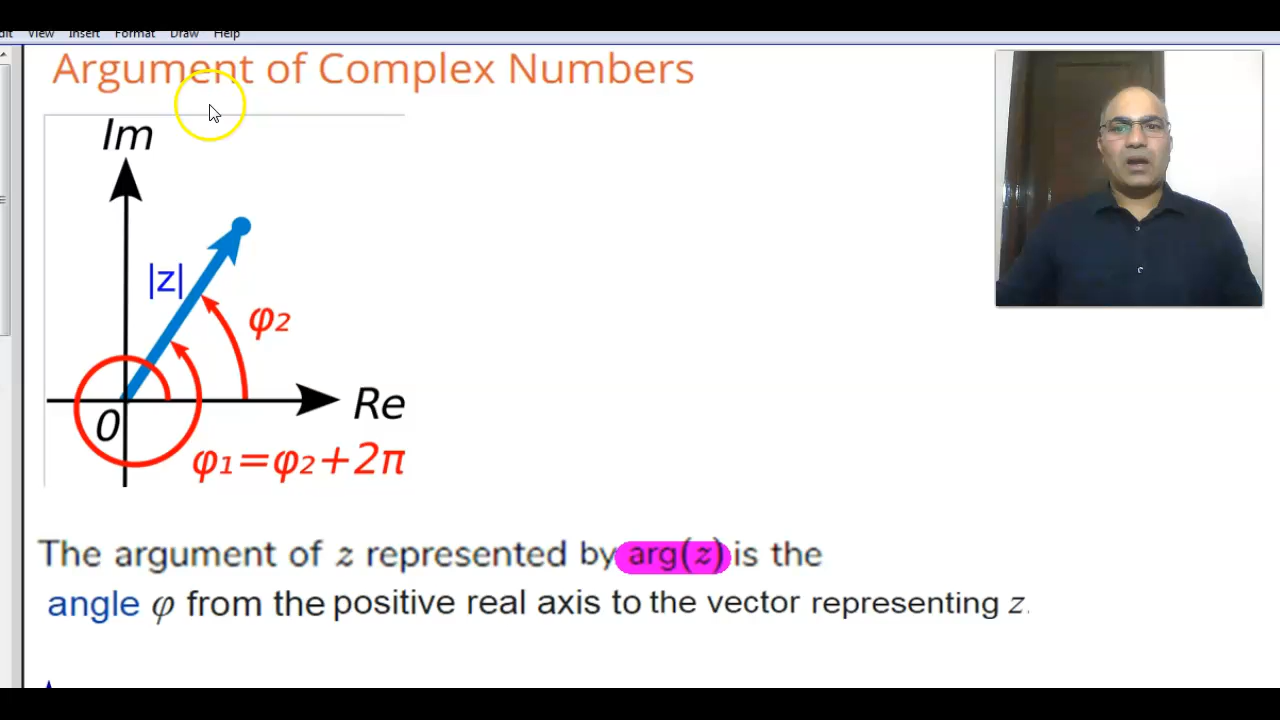 dit View Insert Format Draw Help
Argument of Complex Numbers
Im
|z|
φ2
0
Re
φ1=φ2+2π
The argument of z represented by arg(z) is the
angle φ from the positive real axis to the vector representing z.